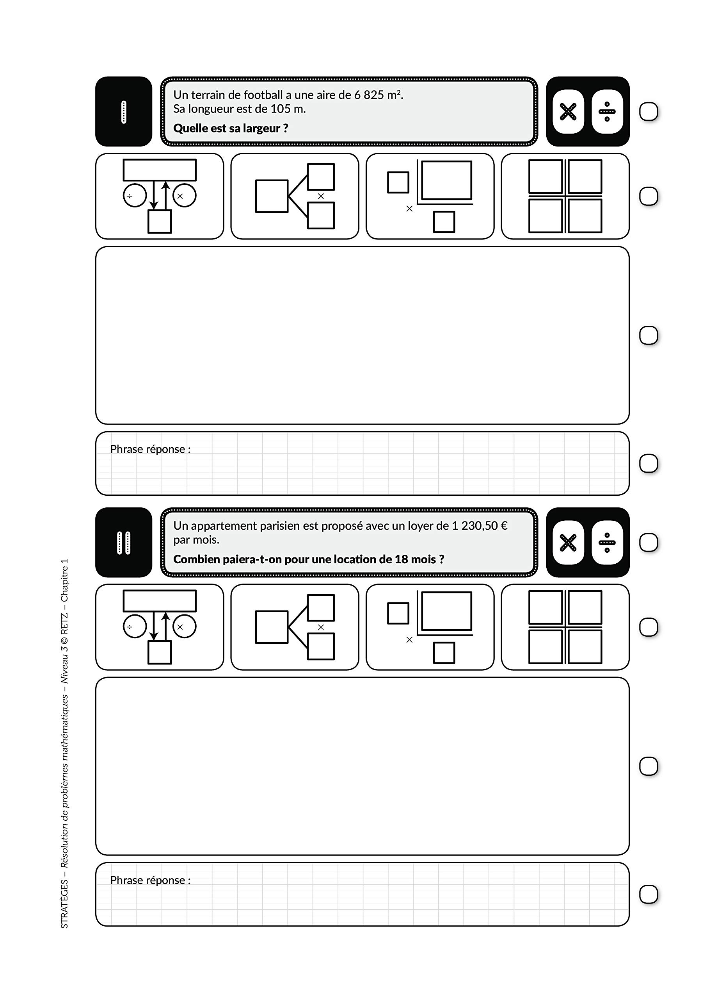 I
Un terrain de football a une aire de 6 825 m².
Sa longueur est de 105 m.
Quelle est sa largeur ?
× ÷
÷ ×
×
×
Phrase réponse :
II
Un appartement parisien est proposé avec un loyer de 1 230,50 €
par mois.
Combien paiera-t-on pour une location de 18 mois ?
× ÷
÷ ×
×
×
Phrase réponse :
STRATÈGES – Résolution de problèmes mathématiques – Niveau 3 © RETZ – Chapitre 1